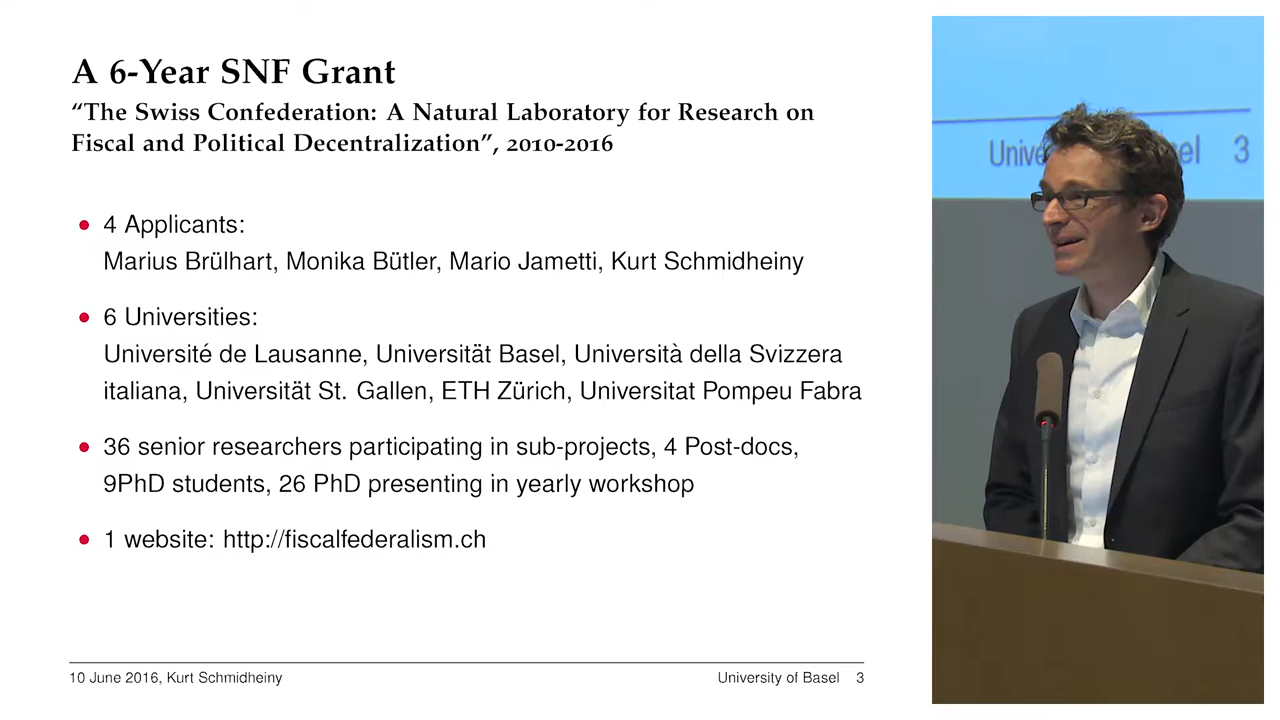 A 6-Year SNF Grant
“The Swiss Confederation: A Natural Laboratory for Research on
Fiscal and Political Decentralization”, 2010-2016
• 4 Applicants:
Marius Brülhart, Monika Bütler, Mario Jametti, Kurt Schmidheiny
• 6 Universities:
Université de Lausanne, Universität Basel, Università della Svizzera
italiana, Universität St. Gallen, ETH Zürich, Universitat Pompeu Fabra
• 36 senior researchers participating in sub-projects, 4 Post-docs,
9PhD students, 26 PhD presenting in yearly workshop
• 1 website: http://fiscalfederalism.ch
10 June 2016, Kurt Schmidheiny
University of Basel 3
3